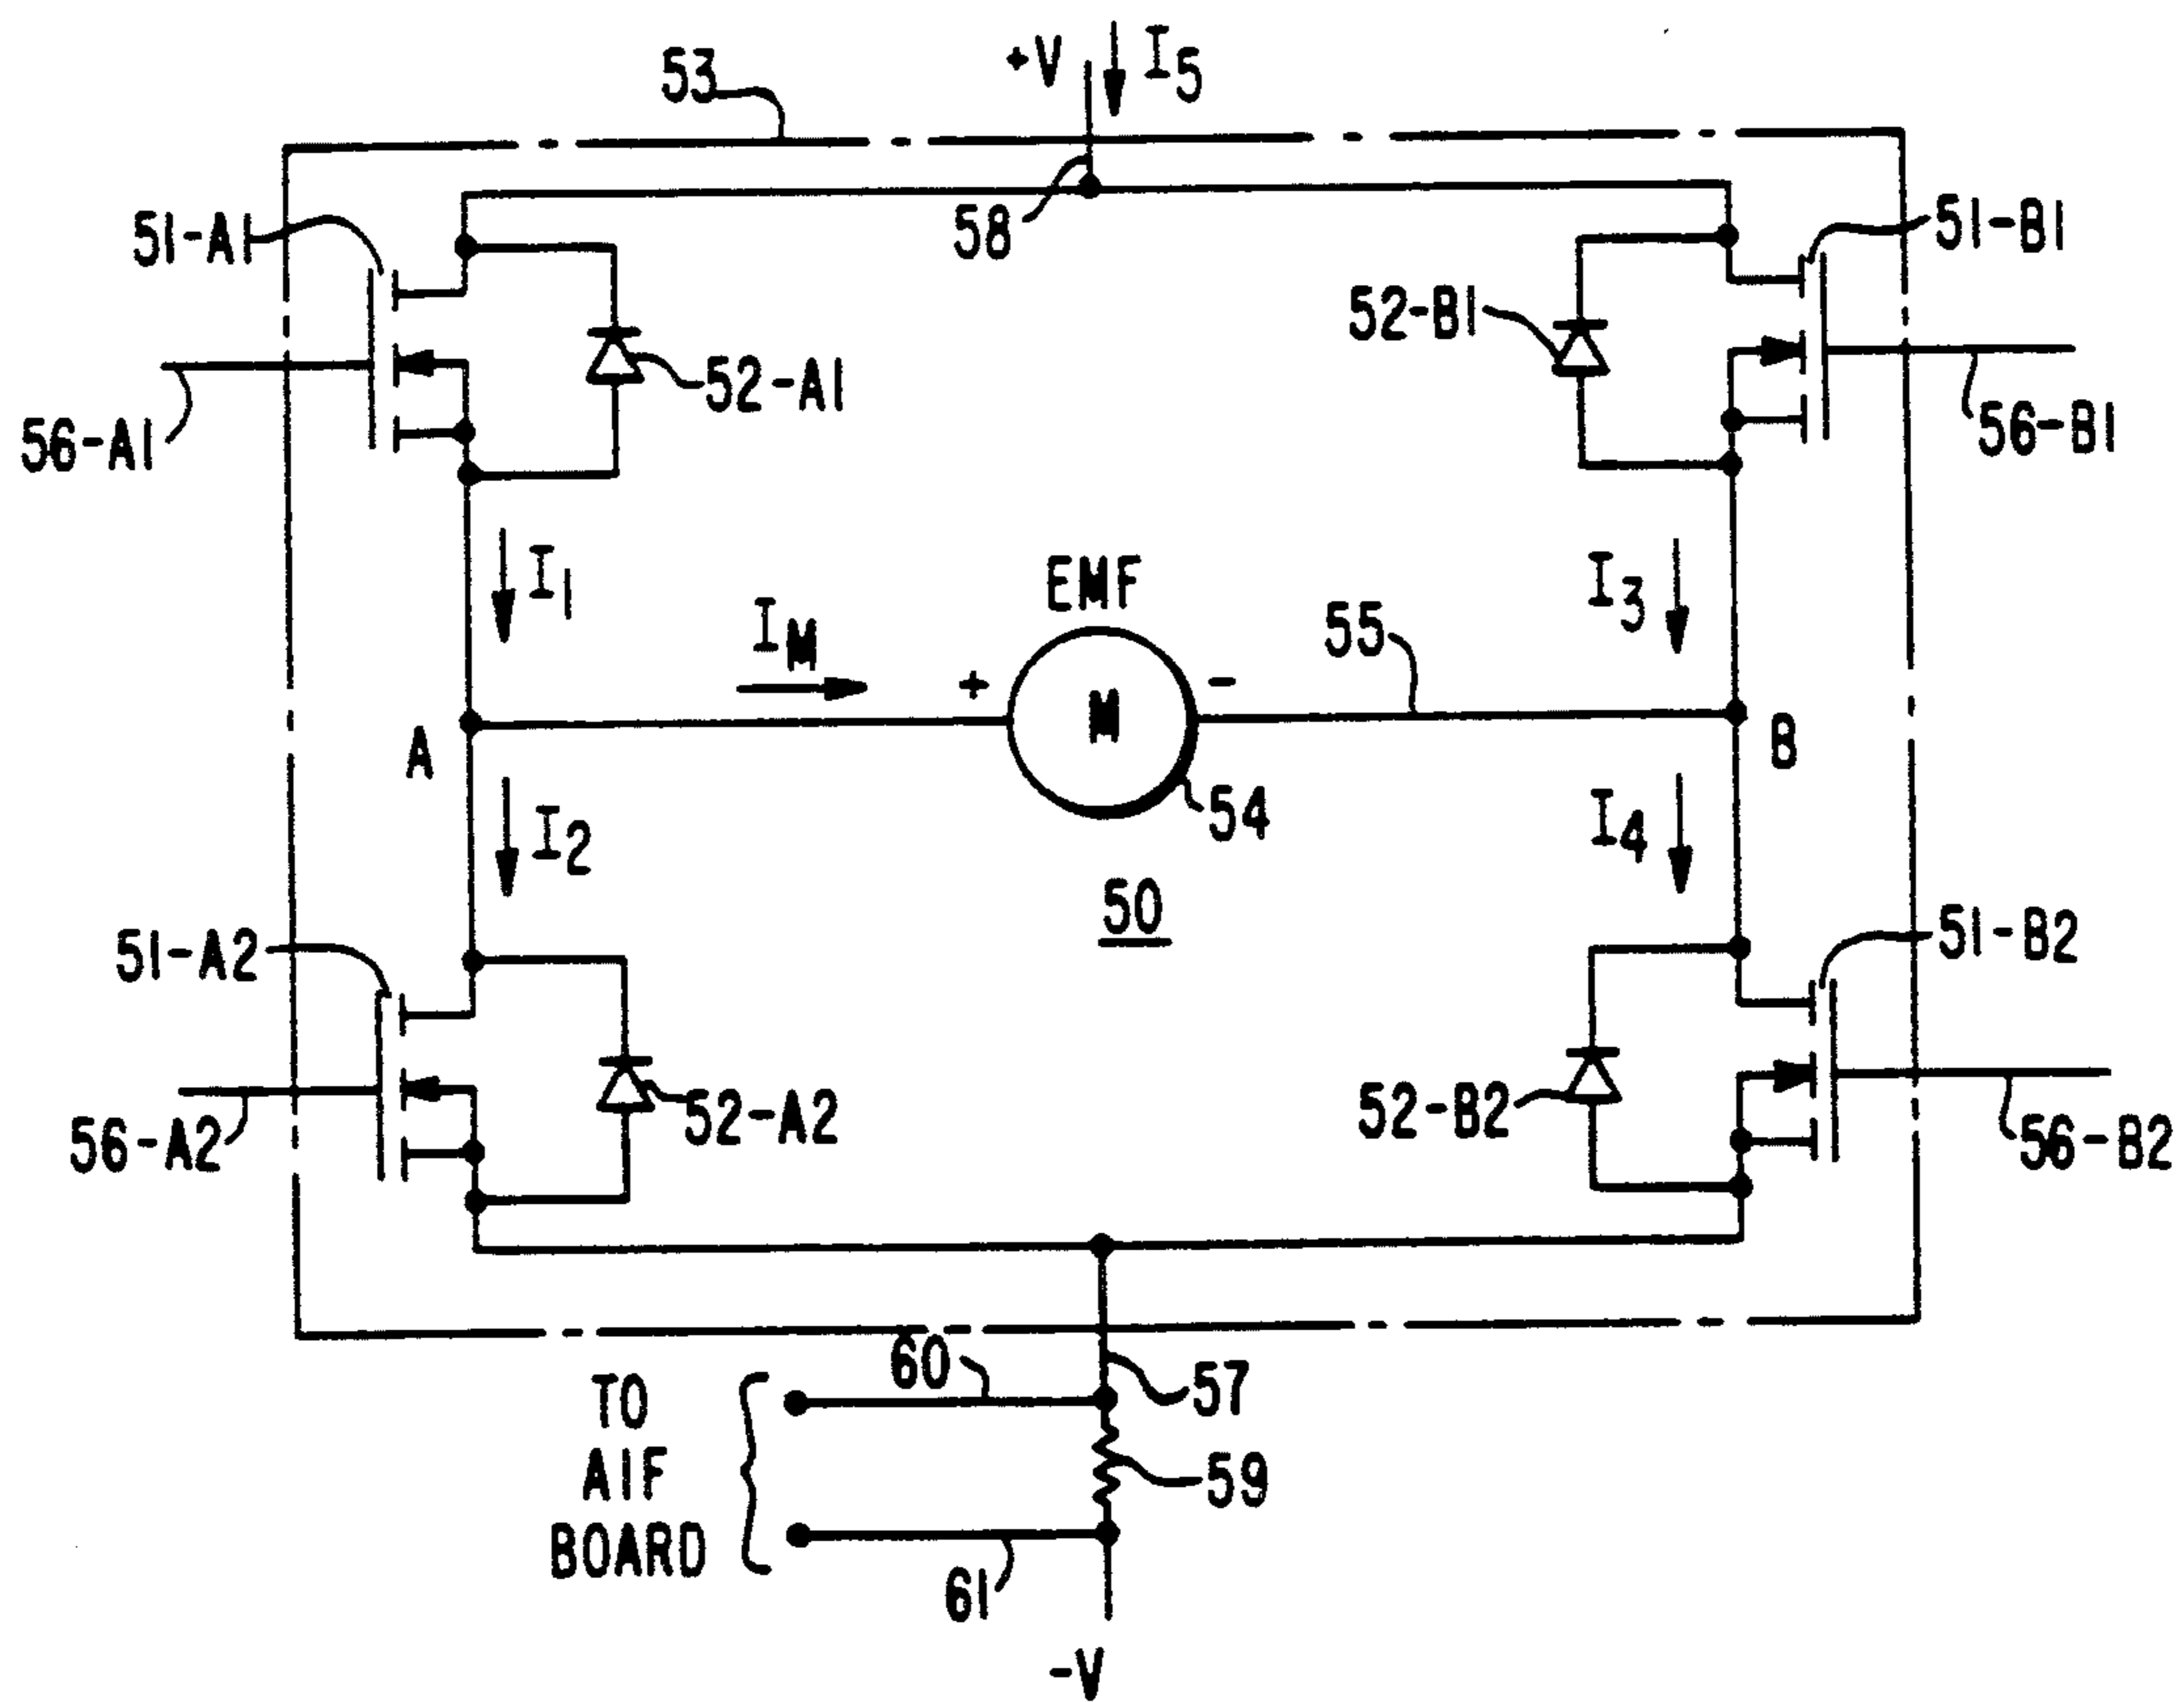 53
+V
I5
51-A1
58
51-B1
52-B1
52-A1
56-A1
56-B1
I1
EMF
I3
IM
55
+
-
M
A
B
54
I2
I4
50
51-A2
51-B2
52-A2
52-B2
56-A2
56-B2
60
57
TO
AIF
BOARD
59
61
-V